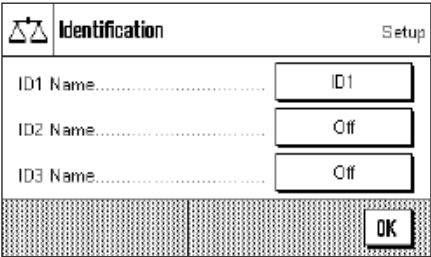 Identification Setup
ID1 Name.............................. ID1
ID2 Name.............................. Off
ID3 Name.............................. Off
OK